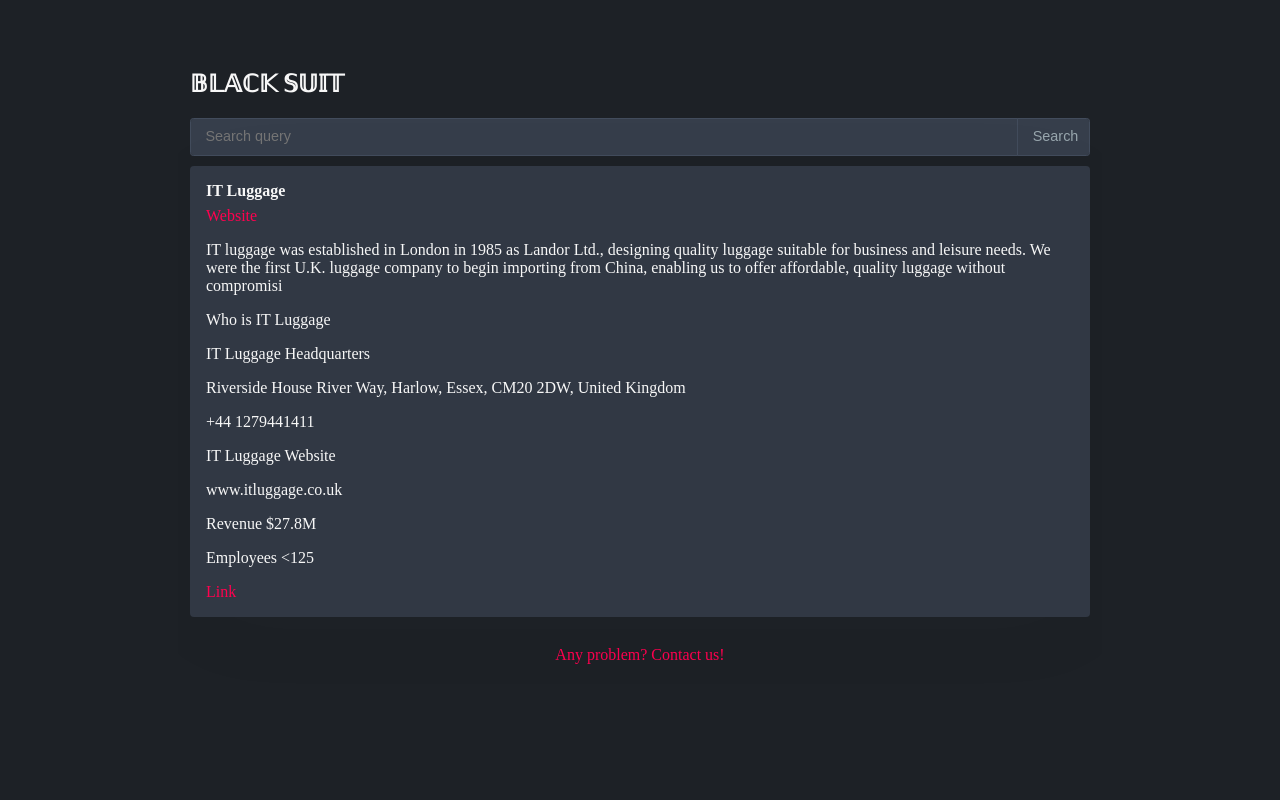 𝔹𝕃𝔸ℂ𝕂 𝕊𝕌𝕀𝕋
Search query
Search
IT Luggage
Website
IT luggage was established in London in 1985 as Landor Ltd., designing quality luggage suitable for business and leisure needs. We
were the first U.K. luggage company to begin importing from China, enabling us to offer affordable, quality luggage without
compromisi
Who is IT Luggage
IT Luggage Headquarters
Riverside House River Way, Harlow, Essex, CM20 2DW, United Kingdom
+44 1279441411
IT Luggage Website
www.itluggage.co.uk
Revenue $27.8M
Employees <125
Link
Any problem? Contact us!